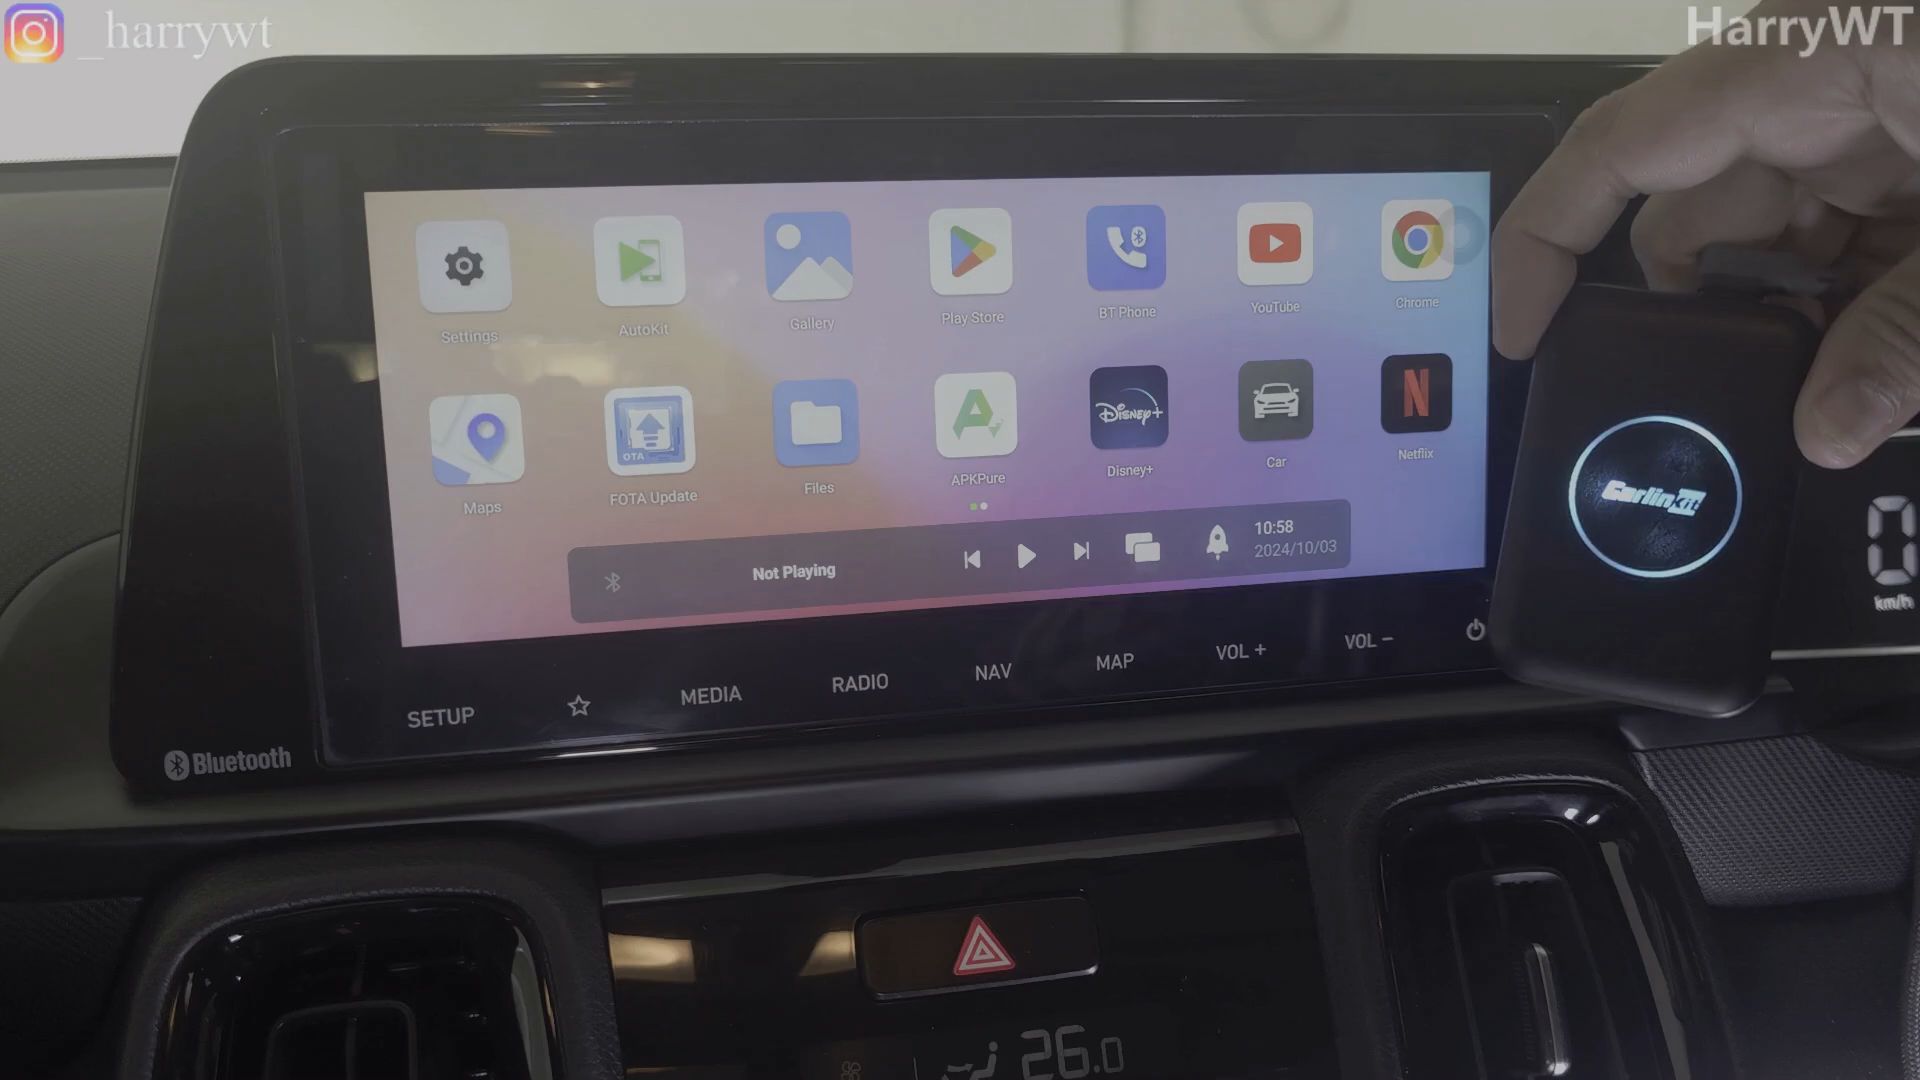 _harrywt
HarryWT
Settings
AutoKit
Gallery
Play Store
BT Phone
YouTube
Chrome
Maps
OTA
FOTA Update
Files
APKPure
Disney+
Disney+
Car
N
Netflix
Not Playing
10:58
2024/10/03
CarlinKit
0
km/h
SETUP
MEDIA
RADIO
NAV
MAP
VOL +
VOL −
Bluetooth
26.0